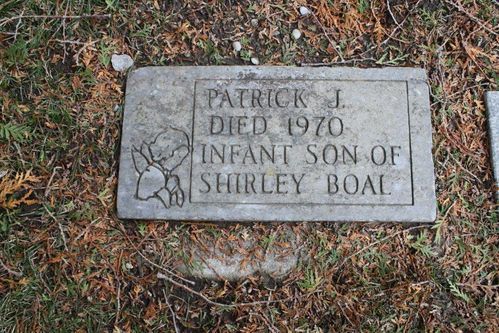 PATRICK J.
DIED 1970
INFANT SON OF
SHIRLEY BOAL